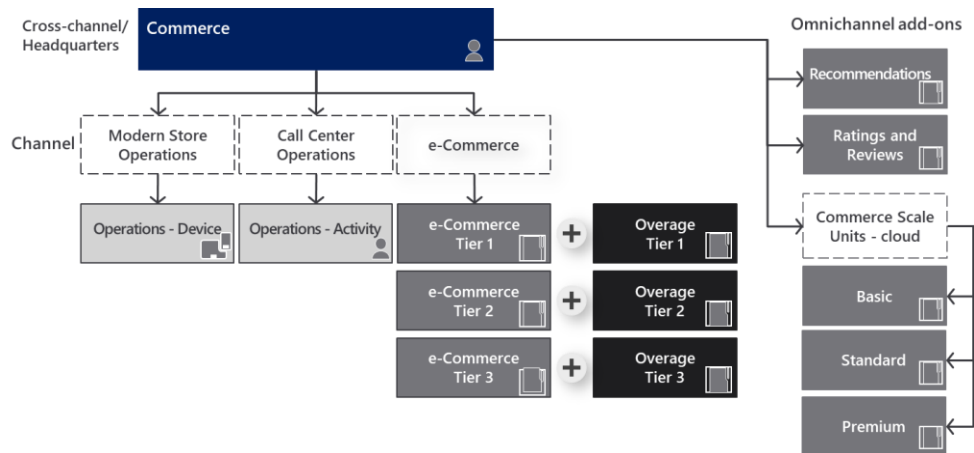 Cross-channel/
Headquarters
Commerce
Omnichannel add-ons
Recommendations
Ratings and
Reviews
Channel
Modern Store
Operations
Call Center
Operations
e-Commerce
Commerce Scale
Units - cloud
Operations - Device
Operations - Activity
e-Commerce
Tier 1
+
Overage
Tier 1
e-Commerce
Tier 2
+
Overage
Tier 2
e-Commerce
Tier 3
+
Overage
Tier 3
Basic
Standard
Premium